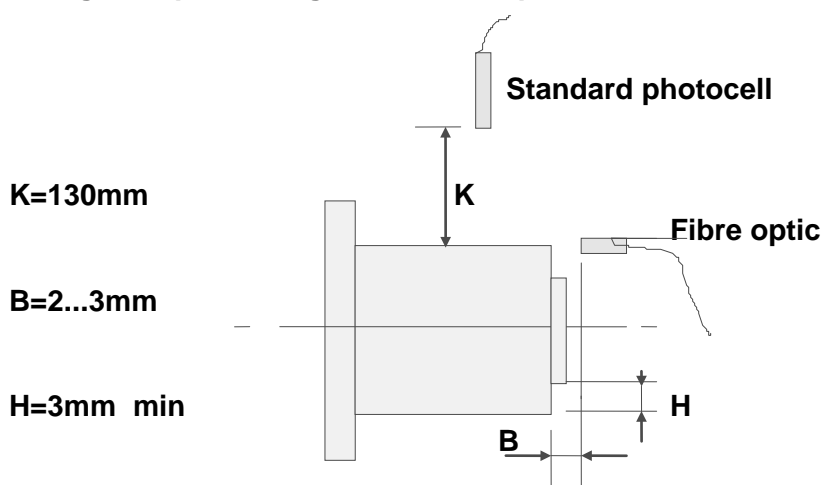 Standard photocell
K=130mm
K
Fibre optic
B=2...3mm
H=3mm min
H
B